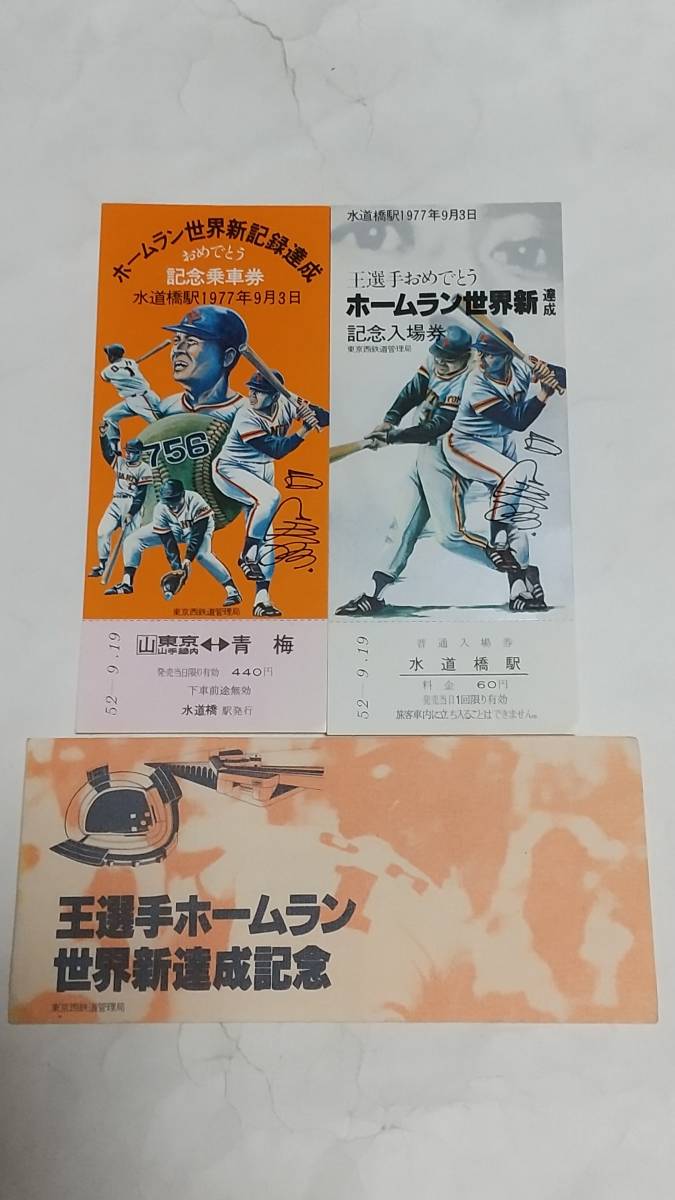 ホームラン世界新記録達成
おめでとう
記念乗車券
水道橋駅1977年9月3日
756
東京西鉄道管理局
52-9.19
山 東京山手線内 ↔ 青梅
発売当日限り有効 440円
下車前途無効
水道橋 駅発行
水道橋駅1977年9月3日
王選手おめでとう
ホームラン世界新達成
記念入場券
東京西鉄道管理局
52-9.19
普通入場券
水道橋駅
料金 60円
発売当日1回限り有効
旅客車内に立ち入ることはできません。
王選手ホームラン
世界新達成記念
東京西鉄道管理局